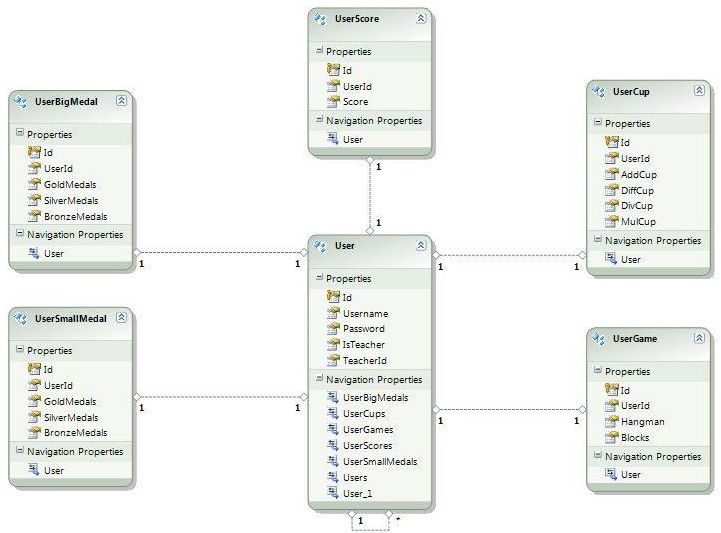 UserScore
Properties
Id
UserId
Score
Navigation Properties
User
1
UserBigMedal
Properties
Id
UserId
GoldMedals
SilverMedals
BronzeMedals
Navigation Properties
User
1
1
UserCup
Properties
Id
UserId
AddCup
DiffCup
DivCup
MulCup
Navigation Properties
User
1
1
1
User
Properties
Id
Username
Password
IsTeacher
TeacherId
Navigation Properties
UserBigMedals
UserCups
UserGames
UserScores
UserSmallMedals
Users
User_1
1 *
UserSmallMedal
Properties
Id
UserId
GoldMedals
SilverMedals
BronzeMedals
Navigation Properties
User
1
1
UserGame
Properties
Id
UserId
Hangman
Blocks
Navigation Properties
User
1
1